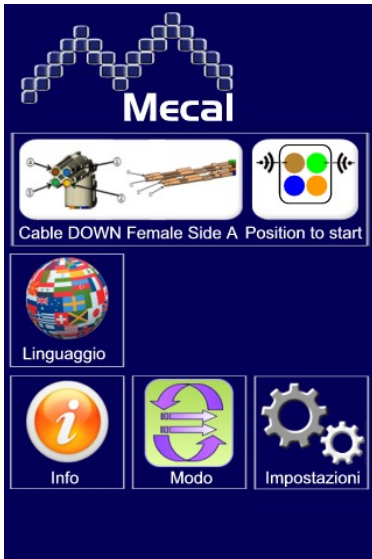 Mecal
Cable DOWN Female Side A Position to start
Linguaggio
Info Modo Impostazioni